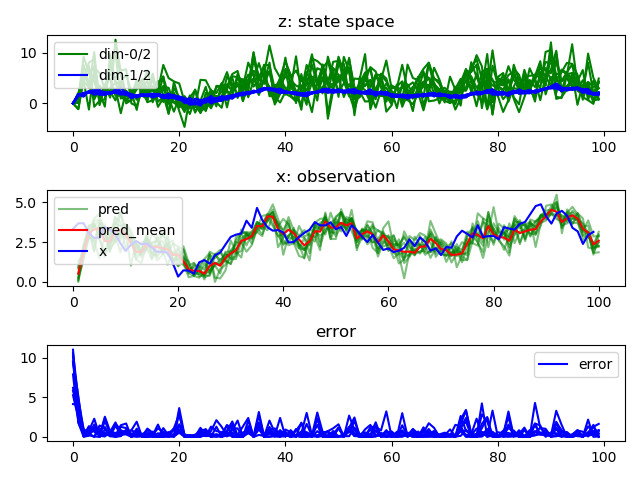 z: state space
10
0
dim-0/2
dim-1/2
0 20 40 60 80 100
x: observation
5.0
2.5
0.0
pred
pred_mean
x
0 20 40 60 80 100
error
10
5
0
error
0 20 40 60 80 100